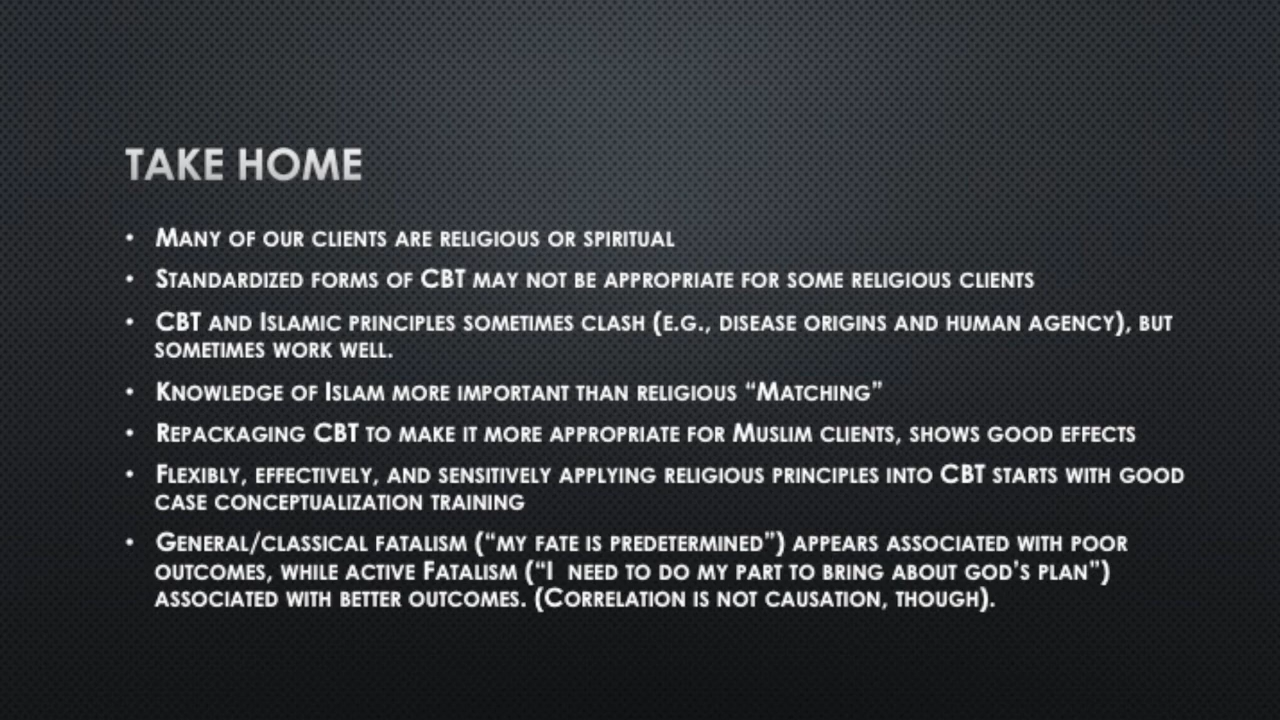 TAKE HOME
• MANY OF OUR CLIENTS ARE RELIGIOUS OR SPIRITUAL
• STANDARDIZED FORMS OF CBT MAY NOT BE APPROPRIATE FOR SOME RELIGIOUS CLIENTS
• CBT AND ISLAMIC PRINCIPLES SOMETIMES CLASH (E.G., DISEASE ORIGINS AND HUMAN AGENCY), BUT
SOMETIMES WORK WELL.
• KNOWLEDGE OF ISLAM MORE IMPORTANT THAN RELIGIOUS “MATCHING”
• REPACKAGING CBT TO MAKE IT MORE APPROPRIATE FOR MUSLIM CLIENTS, SHOWS GOOD EFFECTS
• FLEXIBLY, EFFECTIVELY, AND SENSITIVELY APPLYING RELIGIOUS PRINCIPLES INTO CBT STARTS WITH GOOD
CASE CONCEPTUALIZATION TRAINING
• GENERAL/CLASSICAL FATALISM (“MY FATE IS PREDETERMINED”) APPEARS ASSOCIATED WITH POOR
OUTCOMES, WHILE ACTIVE FATALISM (“I NEED TO DO MY PART TO BRING ABOUT GOD’S PLAN”)
ASSOCIATED WITH BETTER OUTCOMES. (CORRELATION IS NOT CAUSATION, THOUGH).